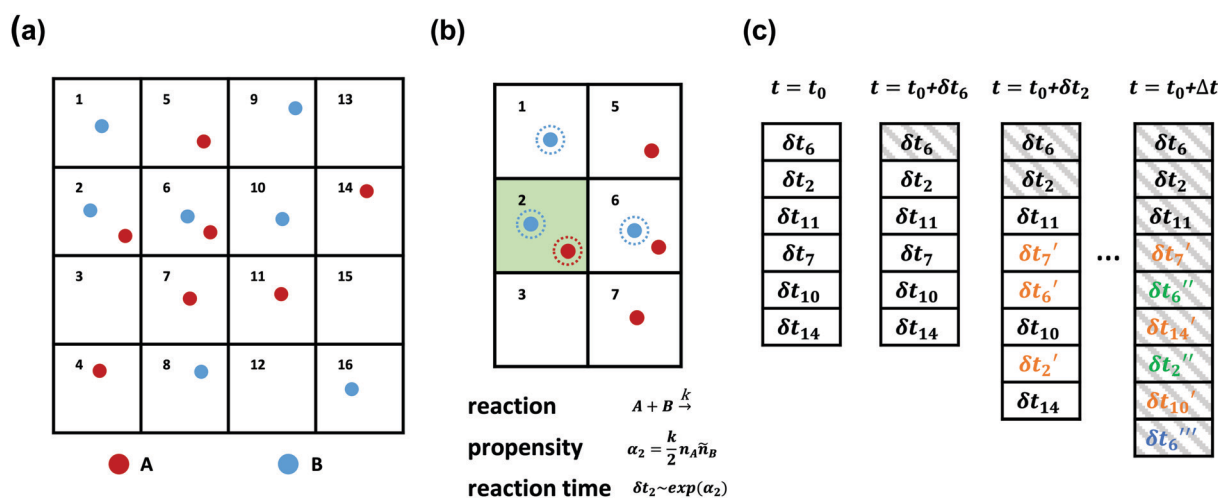 (a)
(b)
(c)
1 5 9 13
2 6 10 14
3 7 11 15
4 8 12 16
A B
1 5
2 6
3 7
reaction A + B →k
propensity α₂ = k/2 n_A ñ_B
reaction time δt₂~exp(α₂)
t = t₀ t = t₀+δt₆ t = t₀+δt₂ t = t₀+Δt
δt₆ δt₆ δt₆ δt₆
δt₂ δt₂ δt₂ δt₂
δt₁₁ δt₁₁ δt₁₁ δt₁₁
δt₇ δt₇ δt₇′ ... δt₇′
δt₁₀ δt₁₀ δt₆′ δt₆′′
δt₁₄ δt₁₄ δt₁₀ δt₁₄′
δt₂′ δt₂′′
δt₁₄ δt₁₀′
δt₆′′′